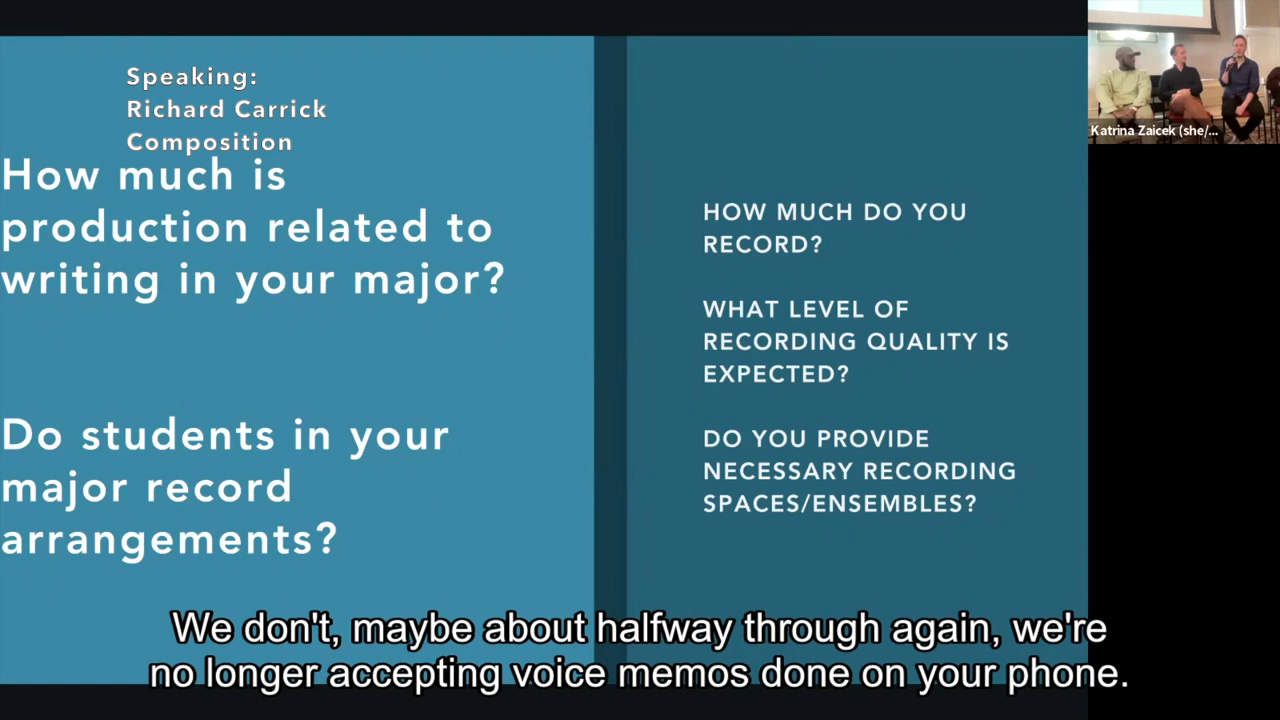 Speaking:
Richard Carrick
Composition
How much is
production related to
writing in your major?
Do students in your
major record
arrangements?
HOW MUCH DO YOU
RECORD?
WHAT LEVEL OF
RECORDING QUALITY IS
EXPECTED?
DO YOU PROVIDE
NECESSARY RECORDING
SPACES/ENSEMBLES?
Katrina Zaicek (she/...
We don't, maybe about halfway through again, we're
no longer accepting voice memos done on your phone.